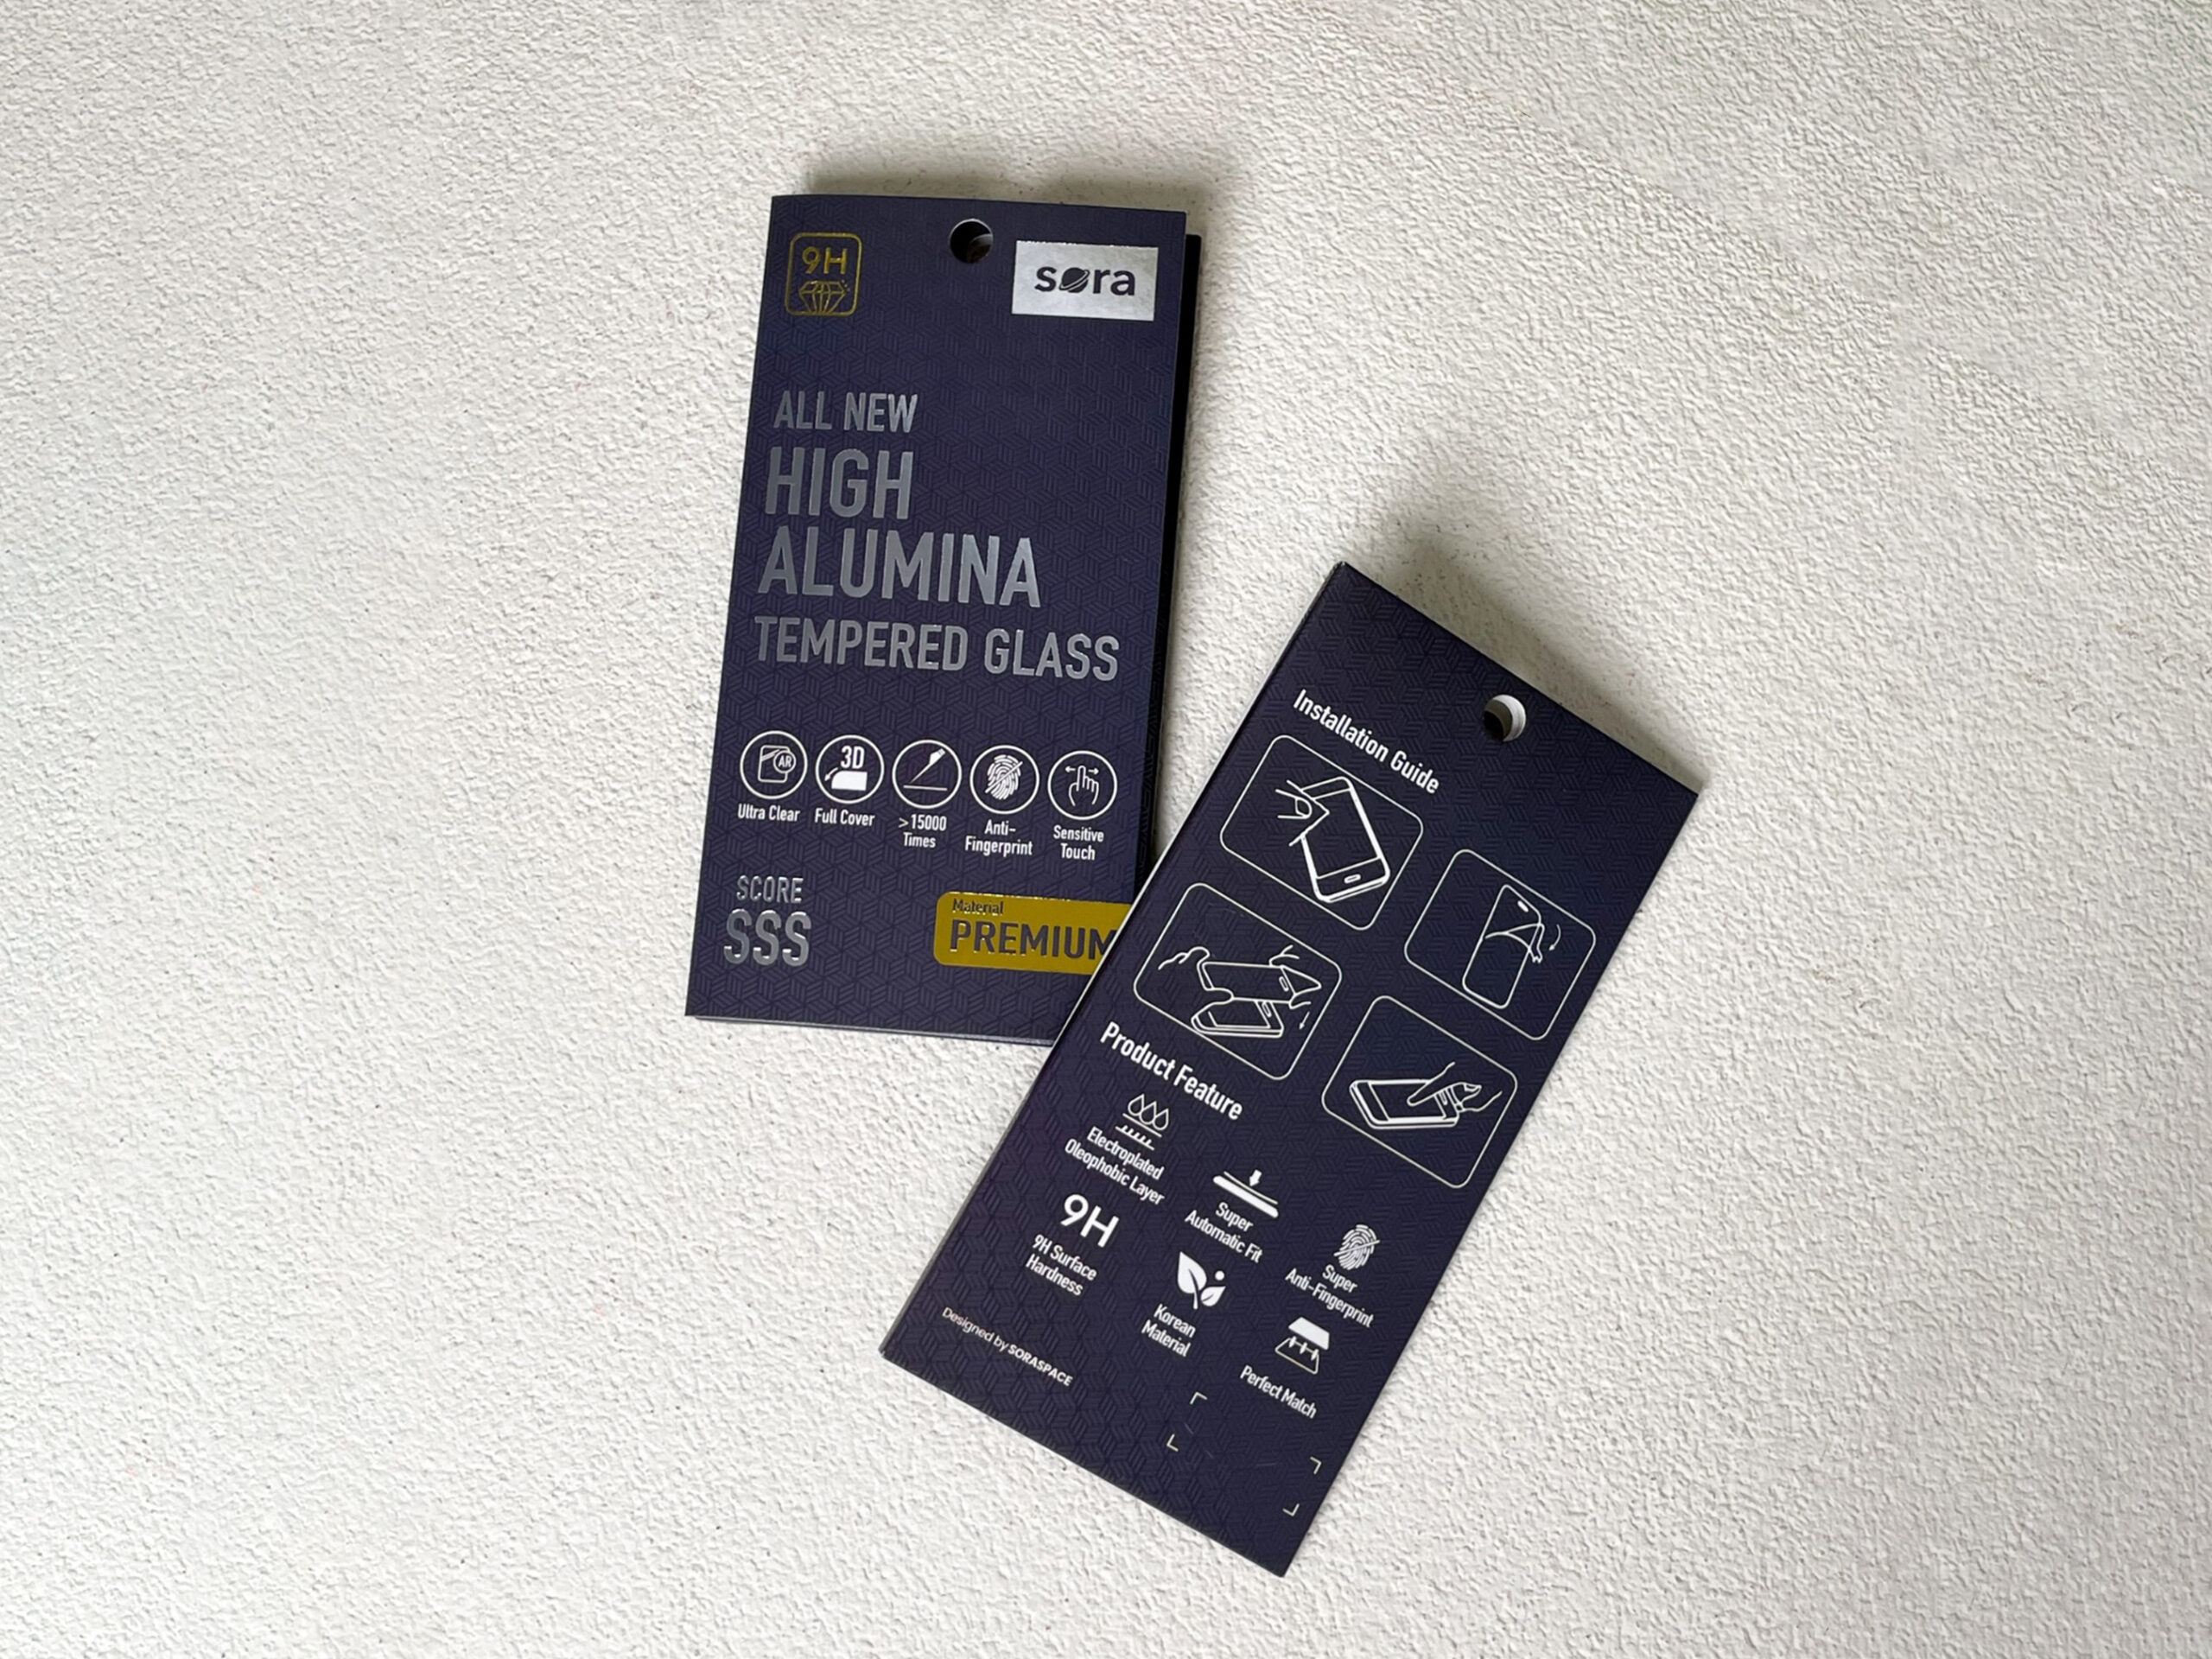 9H
sora
ALL NEW
HIGH
ALUMINA
TEMPERED GLASS
AR
3D
Ultra Clear
Full Cover
>15000
Times
Anti-
Fingerprint
Sensitive
Touch
SCORE
SSS
Material
PREMIUM
Installation Guide
Product Feature
Electroplated
Oleophobic Layer
Super
Automatic Fit
Super
Anti-Fingerprint
9H
9H Surface
Hardness
Korean
Material
Perfect Match
Designed by SORASPACE